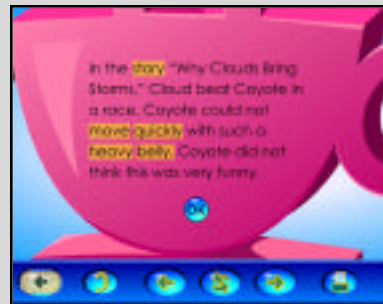 In the story "Why Clouds Bring
Storms," Cloud beat Coyote in
a race. Coyote could not
move quickly with such a
heavy belly. Coyote did not
think this was very funny.
OK